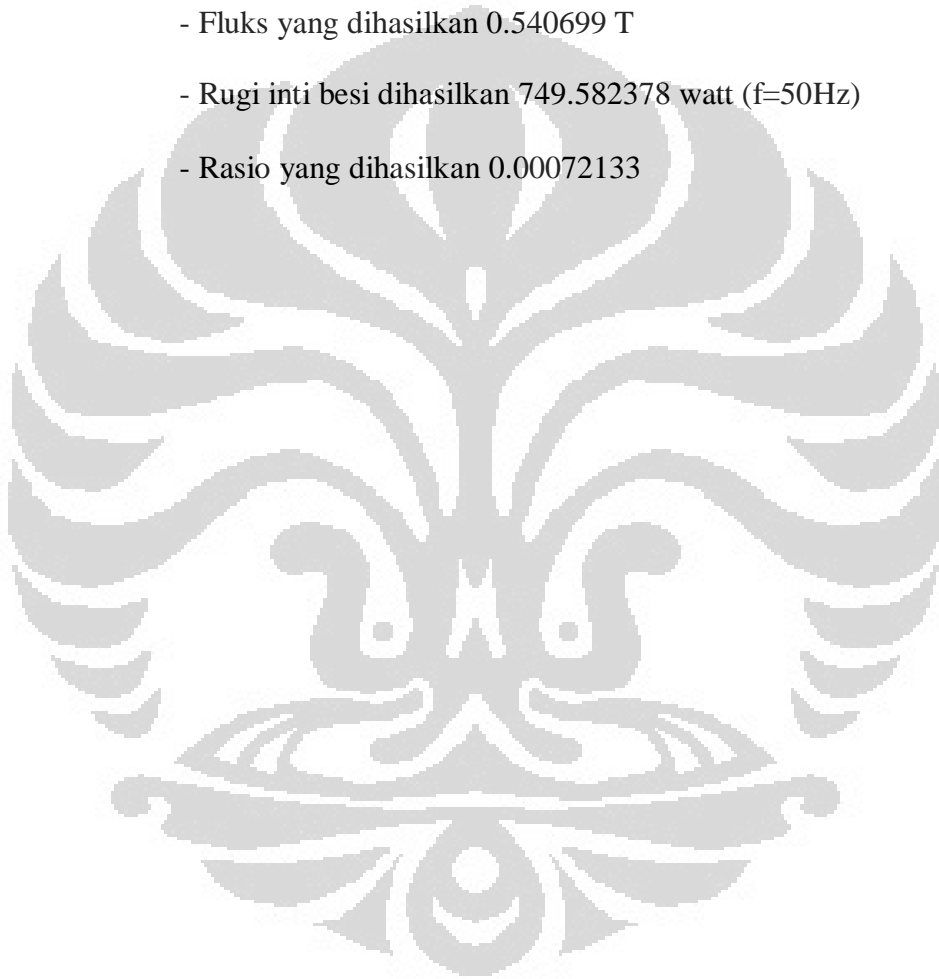 - Fluks yang dihasilkan 0.540699 T
- Rugi inti besi dihasilkan 749.582378 watt (f=50Hz)
- Rasio yang dihasilkan 0.00072133